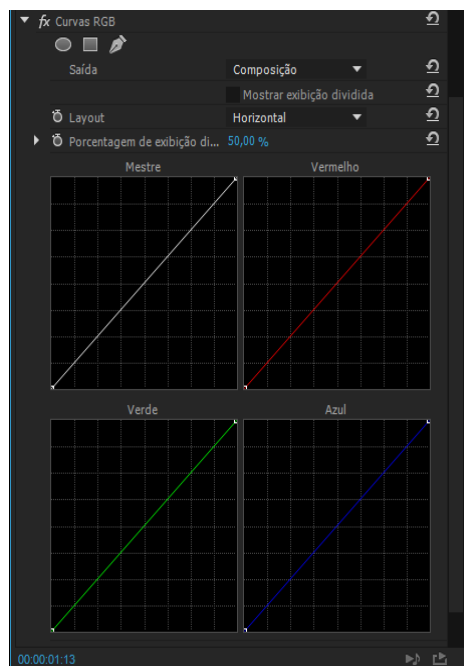 fx Curvas RGB
Saída Composição
Mostrar exibição dividida
Layout Horizontal
Porcentagem de exibição di... 50,00 %
Mestre Vermelho
Verde Azul
00:00:01:13